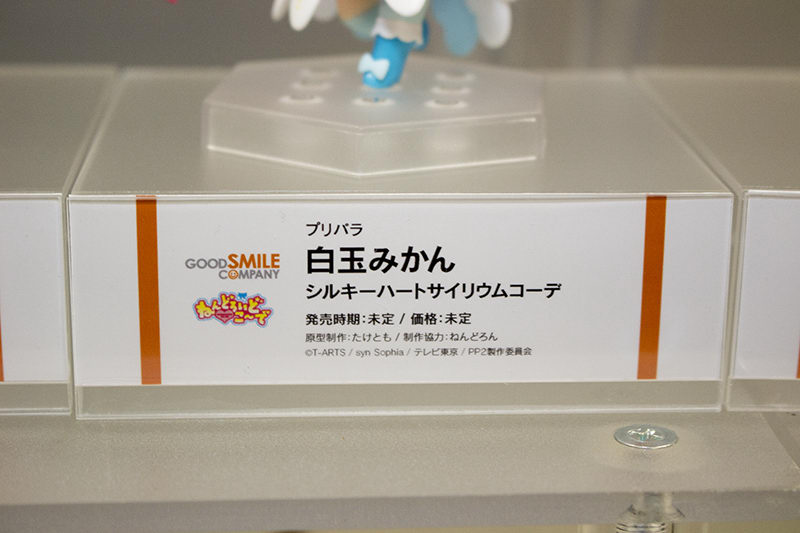 プリパラ
GOOD SMILE
COMPANY
白玉みかん
シルキーハートサイリウムコーデ
ねんどろいど
こ〜で
発売時期:未定 / 価格:未定
原型制作:たけとも / 制作協力:ねんどろん
©T-ARTS / syn Sophia / テレビ東京 / PP2製作委員会